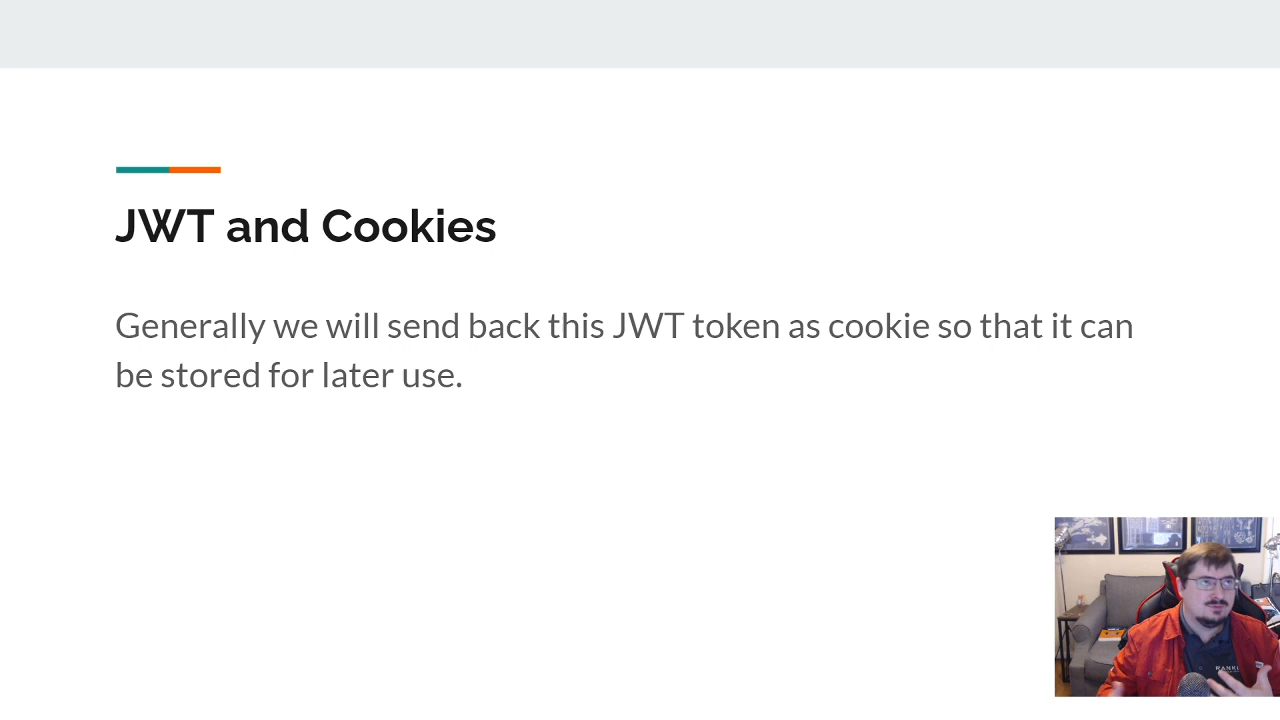 JWT and Cookies
Generally we will send back this JWT token as cookie so that it can
be stored for later use.